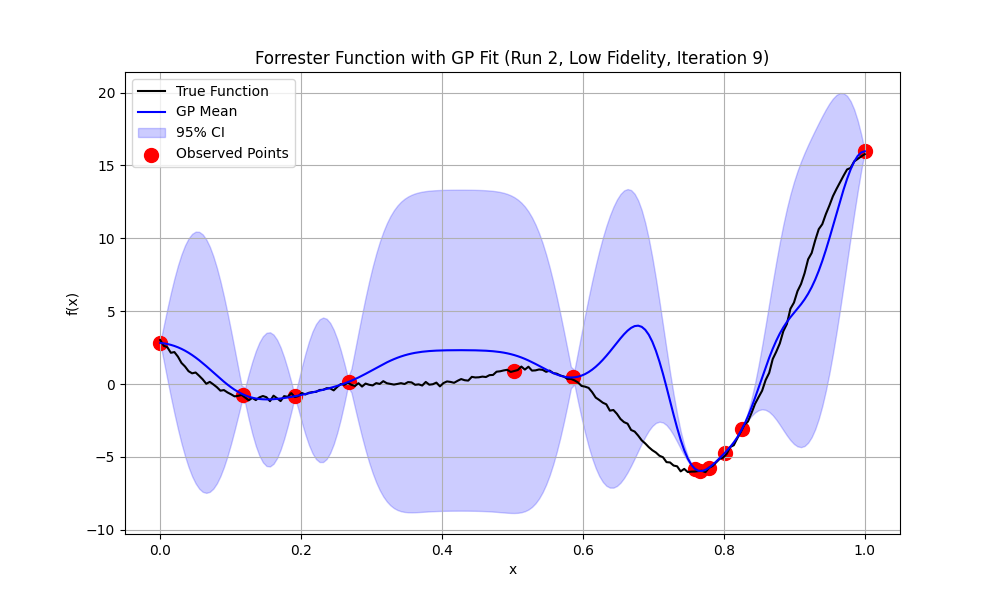 Forrester Function with GP Fit (Run 2, Low Fidelity, Iteration 9)
True Function
GP Mean
95% CI
Observed Points
f(x)
20
15
10
5
0
−5
−10
0.0 0.2 0.4 0.6 0.8 1.0
x